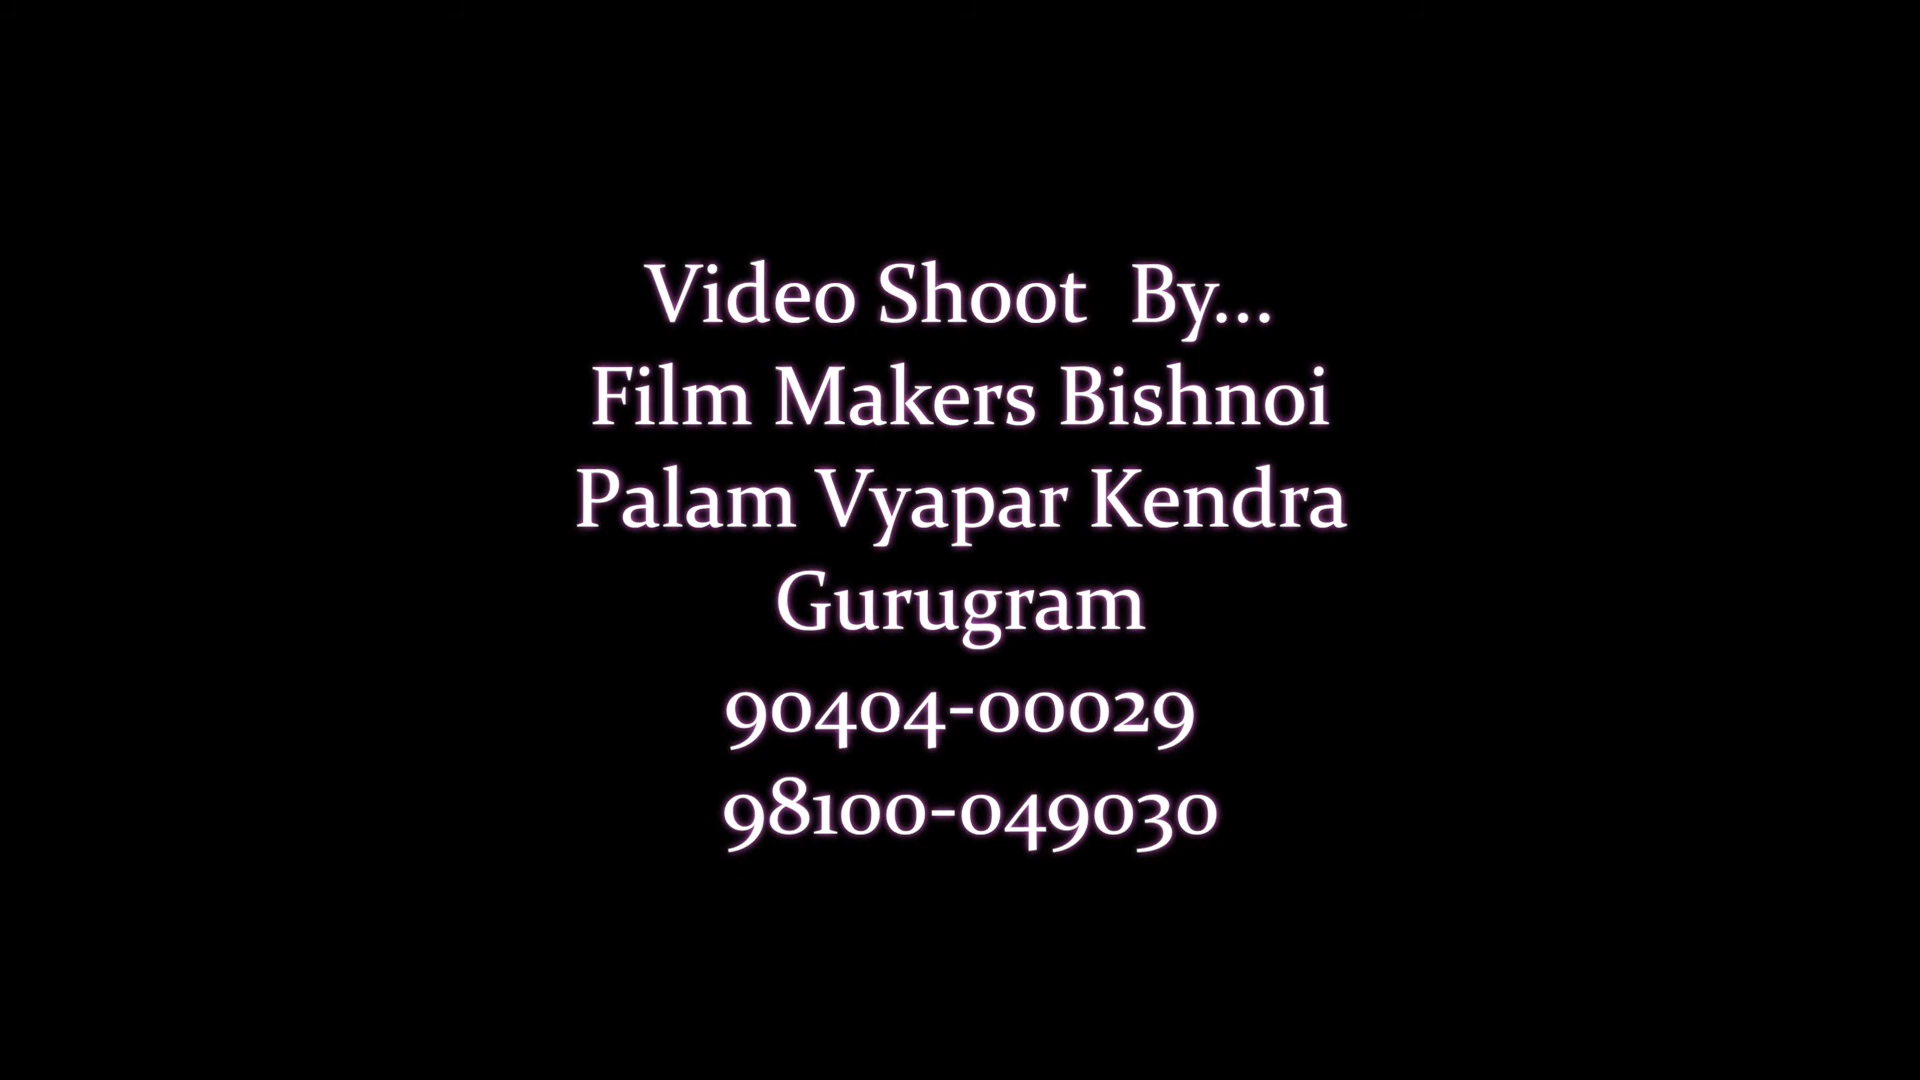 Video Shoot  By...
Film Makers Bishnoi
Palam Vyapar Kendra
Gurugram
90404-00029
98100-049030